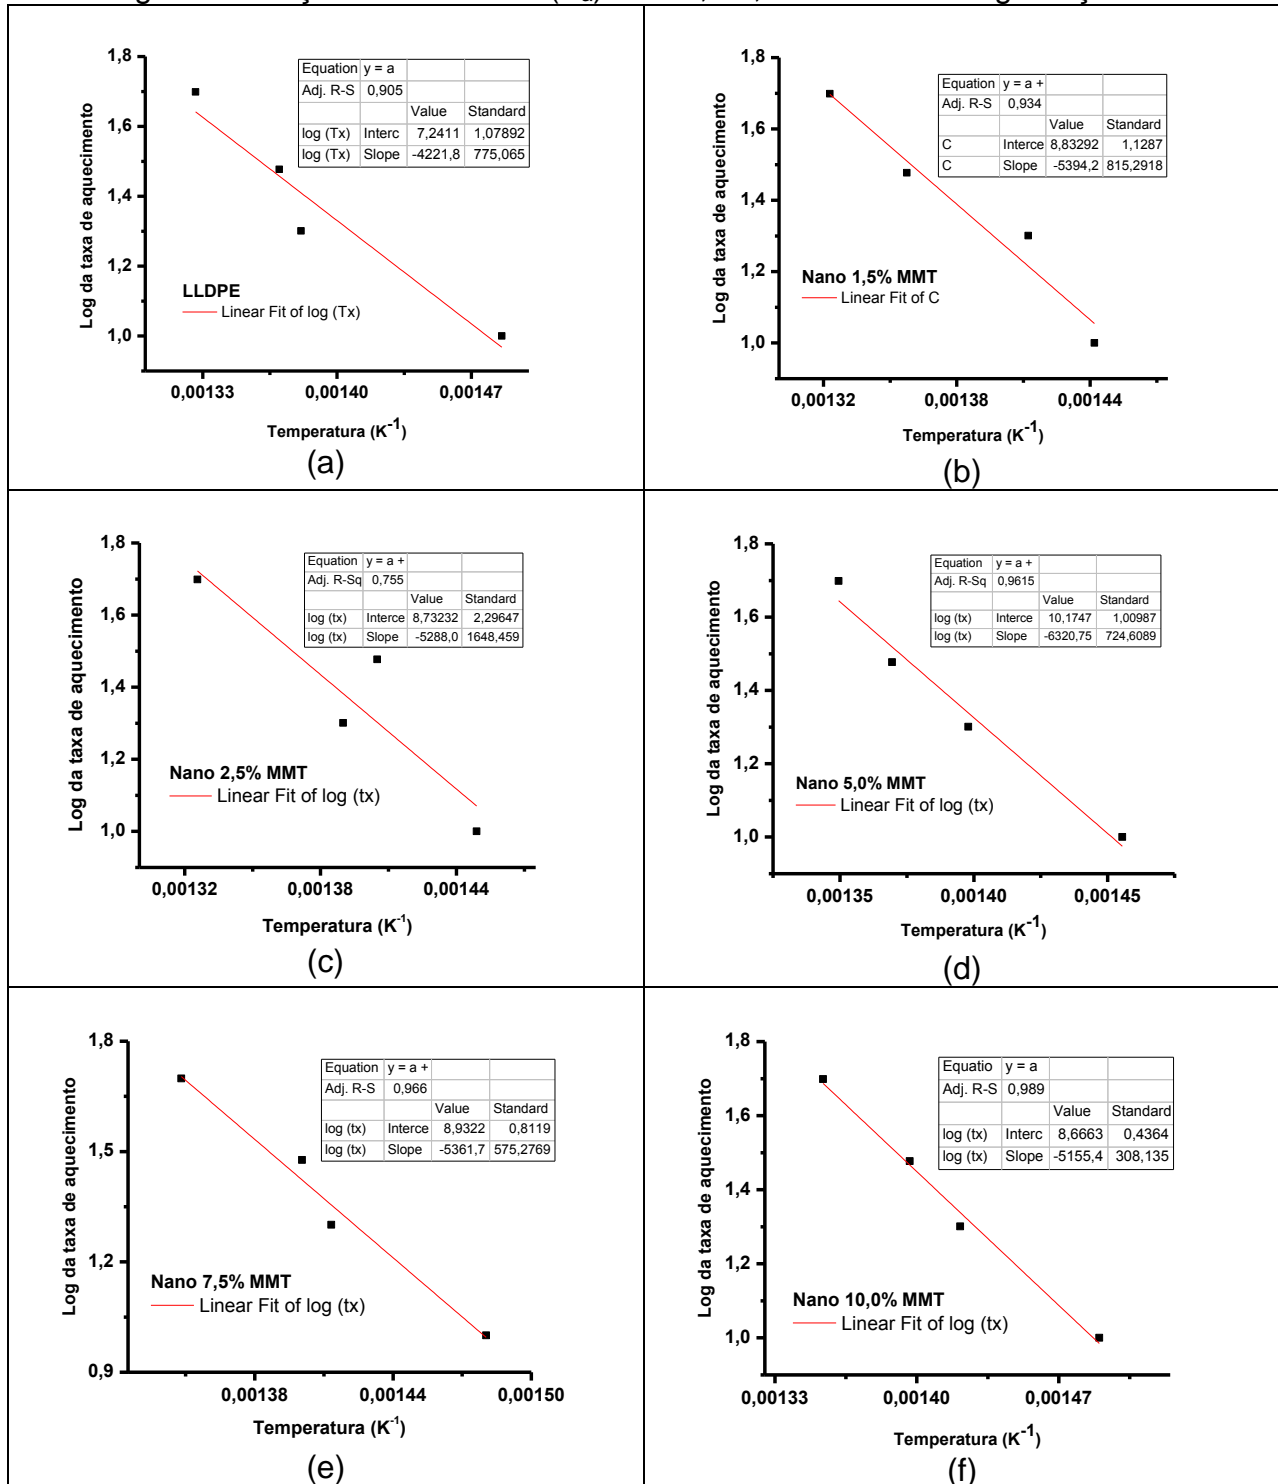 1,8
1,6
1,4
1,2
1,0
Log da taxa de aquecimento
Equation y = a
Adj. R-S 0,905
Value Standard
log (Tx) Interc 7,2411 1,07892
log (Tx) Slope -4221,8 775,065
LLDPE
Linear Fit of log (Tx)
0,00133 0,00140 0,00147
Temperatura (K-1)
(a)
1,8
1,6
1,4
1,2
1,0
Log da taxa de aquecimento
Equation y = a +
Adj. R-S 0,934
Value Standard
C Interce 8,83292 1,1287
C Slope -5394,2 815,2918
Nano 1,5% MMT
Linear Fit of C
0,00132 0,00138 0,00144
Temperatura (K-1)
(b)
1,8
1,6
1,4
1,2
1,0
Log da taxa de aquecimento
Equation y = a +
Adj. R-Sq 0,755
Value Standard
log (tx) Interce 8,73232 2,29647
log (tx) Slope -5288,0 1648,459
Nano 2,5% MMT
Linear Fit of log (tx)
0,00132 0,00138 0,00144
Temperatura (K-1)
(c)
1,8
1,6
1,4
1,2
1,0
Log da taxa de aquecimento
Equation y = a +
Adj. R-Sq 0,9615
Value Standard
log (tx) Interce 10,1747 1,00987
log (tx) Slope -6320,75 724,6089
Nano 5,0% MMT
Linear Fit of log (tx)
0,00135 0,00140 0,00145
Temperatura (K-1)
(d)
1,8
1,5
1,2
0,9
Log da taxa de aquecimento
Equation y = a +
Adj. R-S 0,966
Value Standard
log (tx) Interce 8,9322 0,8119
log (tx) Slope -5361,7 575,2769
Nano 7,5% MMT
Linear Fit of log (tx)
0,00138 0,00144 0,00150
Temperatura (K-1)
(e)
1,8
1,6
1,4
1,2
1,0
Log da taxa de aquecimento
Equatio y = a
Adj. R-S 0,989
Value Standard
log (tx) Interc 8,6663 0,4364
log (tx) Slope -5155,4 308,135
Nano 10,0% MMT
Linear Fit of log (tx)
0,00133 0,00140 0,00147
Temperatura (K-1)
(f)